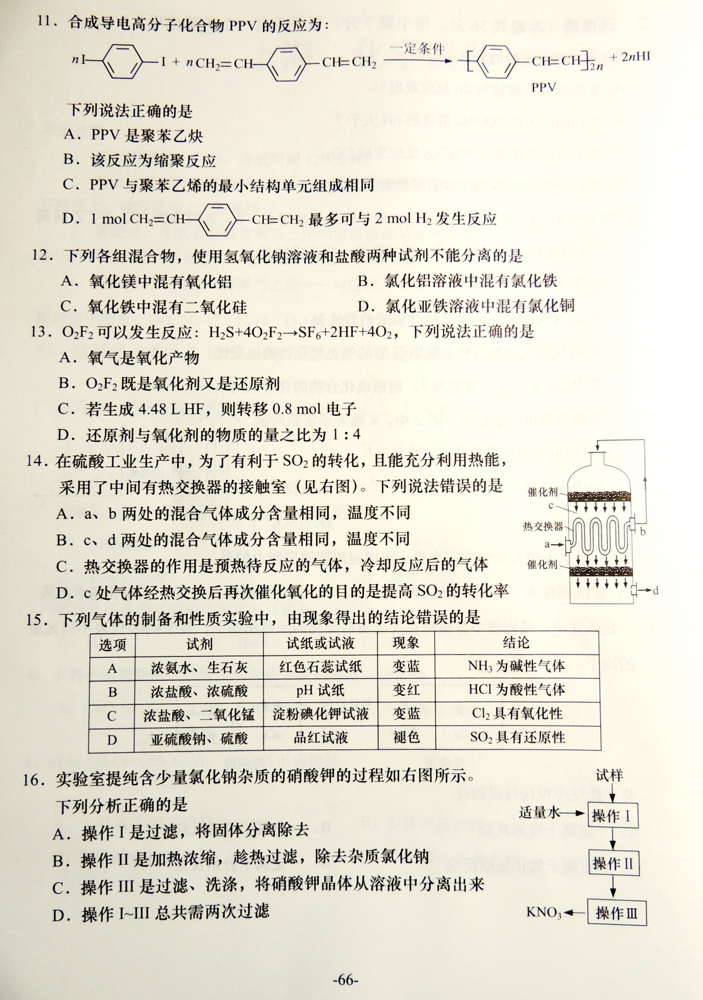 11．合成导电高分子化合物 PPV 的反应为：
nI—⌬—I + nCH₂=CH—⌬—CH=CH₂ 一定条件→ [⌬—CH=CH]2n + 2nHI
PPV
下列说法正确的是
A．PPV 是聚苯乙炔
B．该反应为缩聚反应
C．PPV 与聚苯乙烯的最小结构单元组成相同
D．1 mol CH₂=CH—⌬—CH=CH₂ 最多可与 2 mol H₂ 发生反应
12．下列各组混合物，使用氢氧化钠溶液和盐酸两种试剂不能分离的是
A．氧化镁中混有氧化铝 B．氯化铝溶液中混有氯化铁
C．氧化铁中混有二氧化硅 D．氯化亚铁溶液中混有氯化铜
13．O₂F₂ 可以发生反应：H₂S+4O₂F₂→SF₆+2HF+4O₂，下列说法正确的是
A．氧气是氧化产物
B．O₂F₂ 既是氧化剂又是还原剂
C．若生成 4.48 L HF，则转移 0.8 mol 电子
D．还原剂与氧化剂的物质的量之比为 1：4
14．在硫酸工业生产中，为了有利于 SO₂ 的转化，且能充分利用热能，
采用了中间有热交换器的接触室（见右图）。下列说法错误的是
A．a、b 两处的混合气体成分含量相同，温度不同
B．c、d 两处的混合气体成分含量相同，温度不同
C．热交换器的作用是预热待反应的气体，冷却反应后的气体
D．c 处气体经热交换后再次催化氧化的目的是提高 SO₂ 的转化率
催化剂
c
热交换器
b
a
催化剂
d
15．下列气体的制备和性质实验中，由现象得出的结论错误的是
选项 试剂 试纸或试液 现象 结论
A 浓氨水、生石灰 红色石蕊试纸 变蓝 NH₃ 为碱性气体
B 浓盐酸、浓硫酸 pH 试纸 变红 HCl 为酸性气体
C 浓盐酸、二氧化锰 淀粉碘化钾试液 变蓝 Cl₂ 具有氧化性
D 亚硫酸钠、硫酸 品红试液 褪色 SO₂ 具有还原性
16．实验室提纯含少量氯化钠杂质的硝酸钾的过程如右图所示。
下列分析正确的是
A．操作 I 是过滤，将固体分离除去
B．操作 II 是加热浓缩，趁热过滤，除去杂质氯化钠
C．操作 III 是过滤、洗涤，将硝酸钾晶体从溶液中分离出来
D．操作 I~III 总共需两次过滤
试样
适量水
操作 I
操作 II
KNO₃
操作 III
-66-